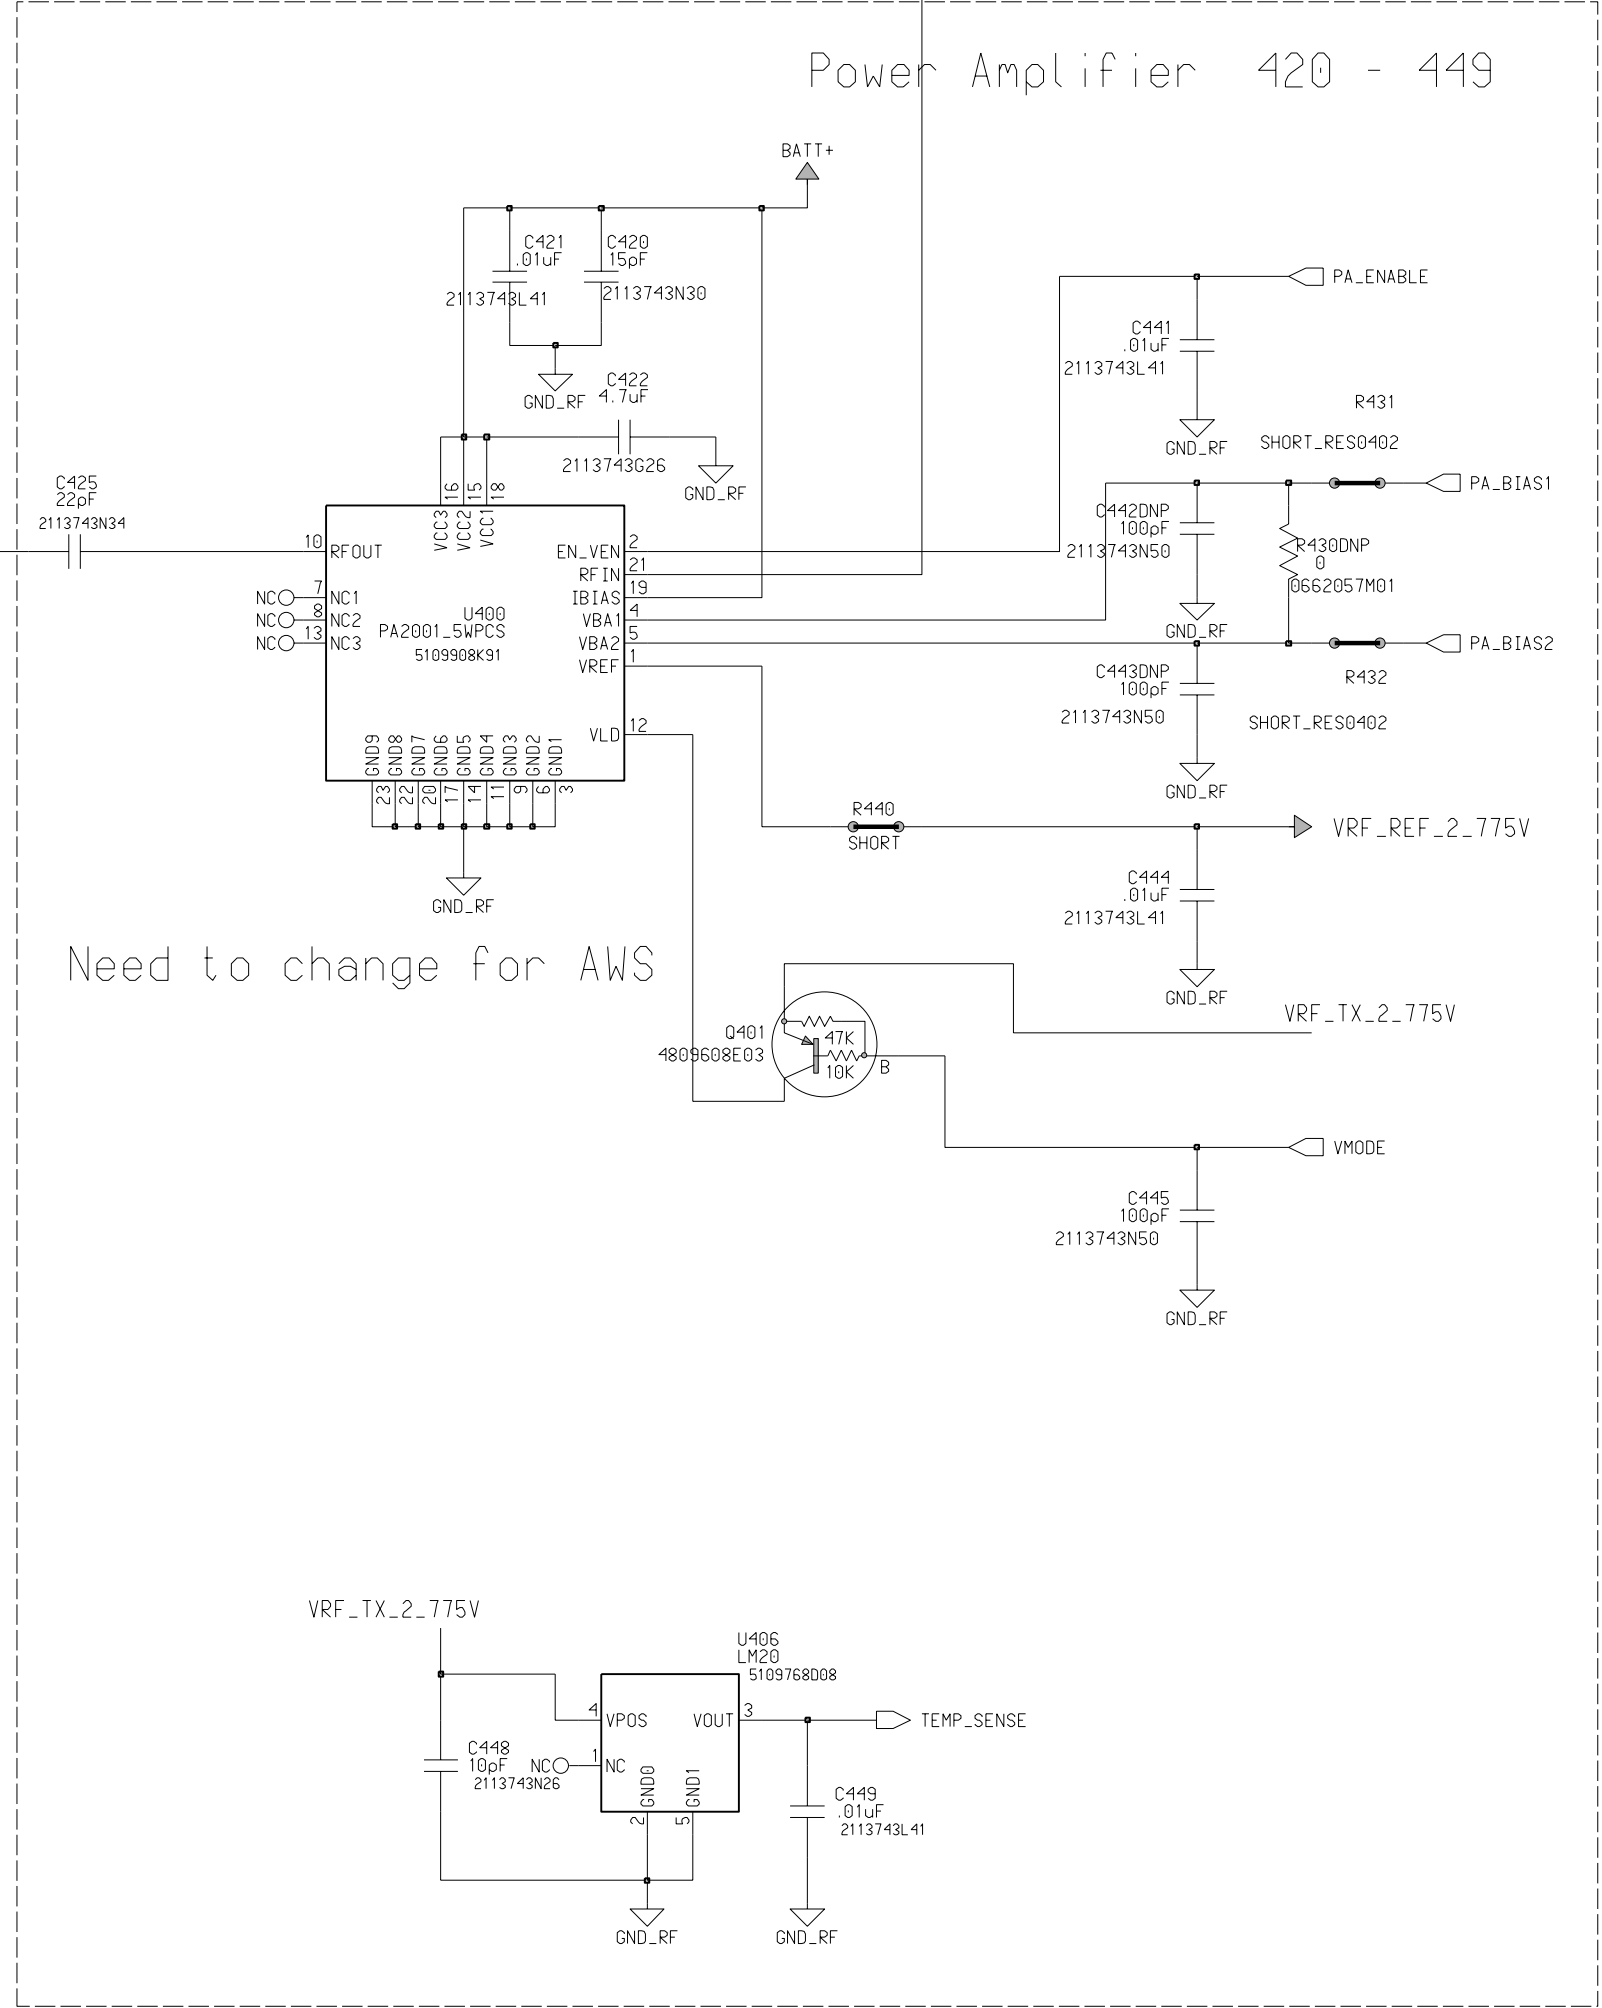 Power Amplifier 420 - 449
BATT+
C421
.01uF
2113743L41
C420
15pF
2113743N30
GND_RF
PA_ENABLE
C441
.01uF
2113743L41
GND_RF
C422
4.7uF
2113743G26
GND_RF
R431
SHORT_RES0402
PA_BIAS1
C425
22pF
2113743N34
16
15
18
VCC3
VCC2
VCC1
10
RFOUT
EN_VEN
2
RFIN
21
NC
7
NC1
IBIAS
19
NC
8
NC2
VBA1
4
NC
13
NC3
VBA2
5
VREF
1
VLD
12
U400
PA2001_5WPCS
5109908K91
C442DNP
100pF
2113743N50
GND_RF
R430DNP
0
0662057M01
PA_BIAS2
R432
SHORT_RES0402
C443DNP
100pF
2113743N50
GND_RF
GND9
GND8
GND7
GND6
GND5
GND4
GND3
GND2
GND1
23
22
20
17
14
11
9
6
3
GND_RF
R440
SHORT
VRF_REF_2_775V
C444
.01uF
2113743L41
GND_RF
Need to change for AWS
VRF_TX_2_775V
Q401
4809608E03
47K
10K
B
VMODE
C445
100pF
2113743N50
GND_RF
VRF_TX_2_775V
U406
LM20
5109768D08
4
VPOS
VOUT
3
TEMP_SENSE
C448
10pF
2113743N26
NC
1
NC
GND0
GND1
2
5
C449
.01uF
2113743L41
GND_RF
GND_RF